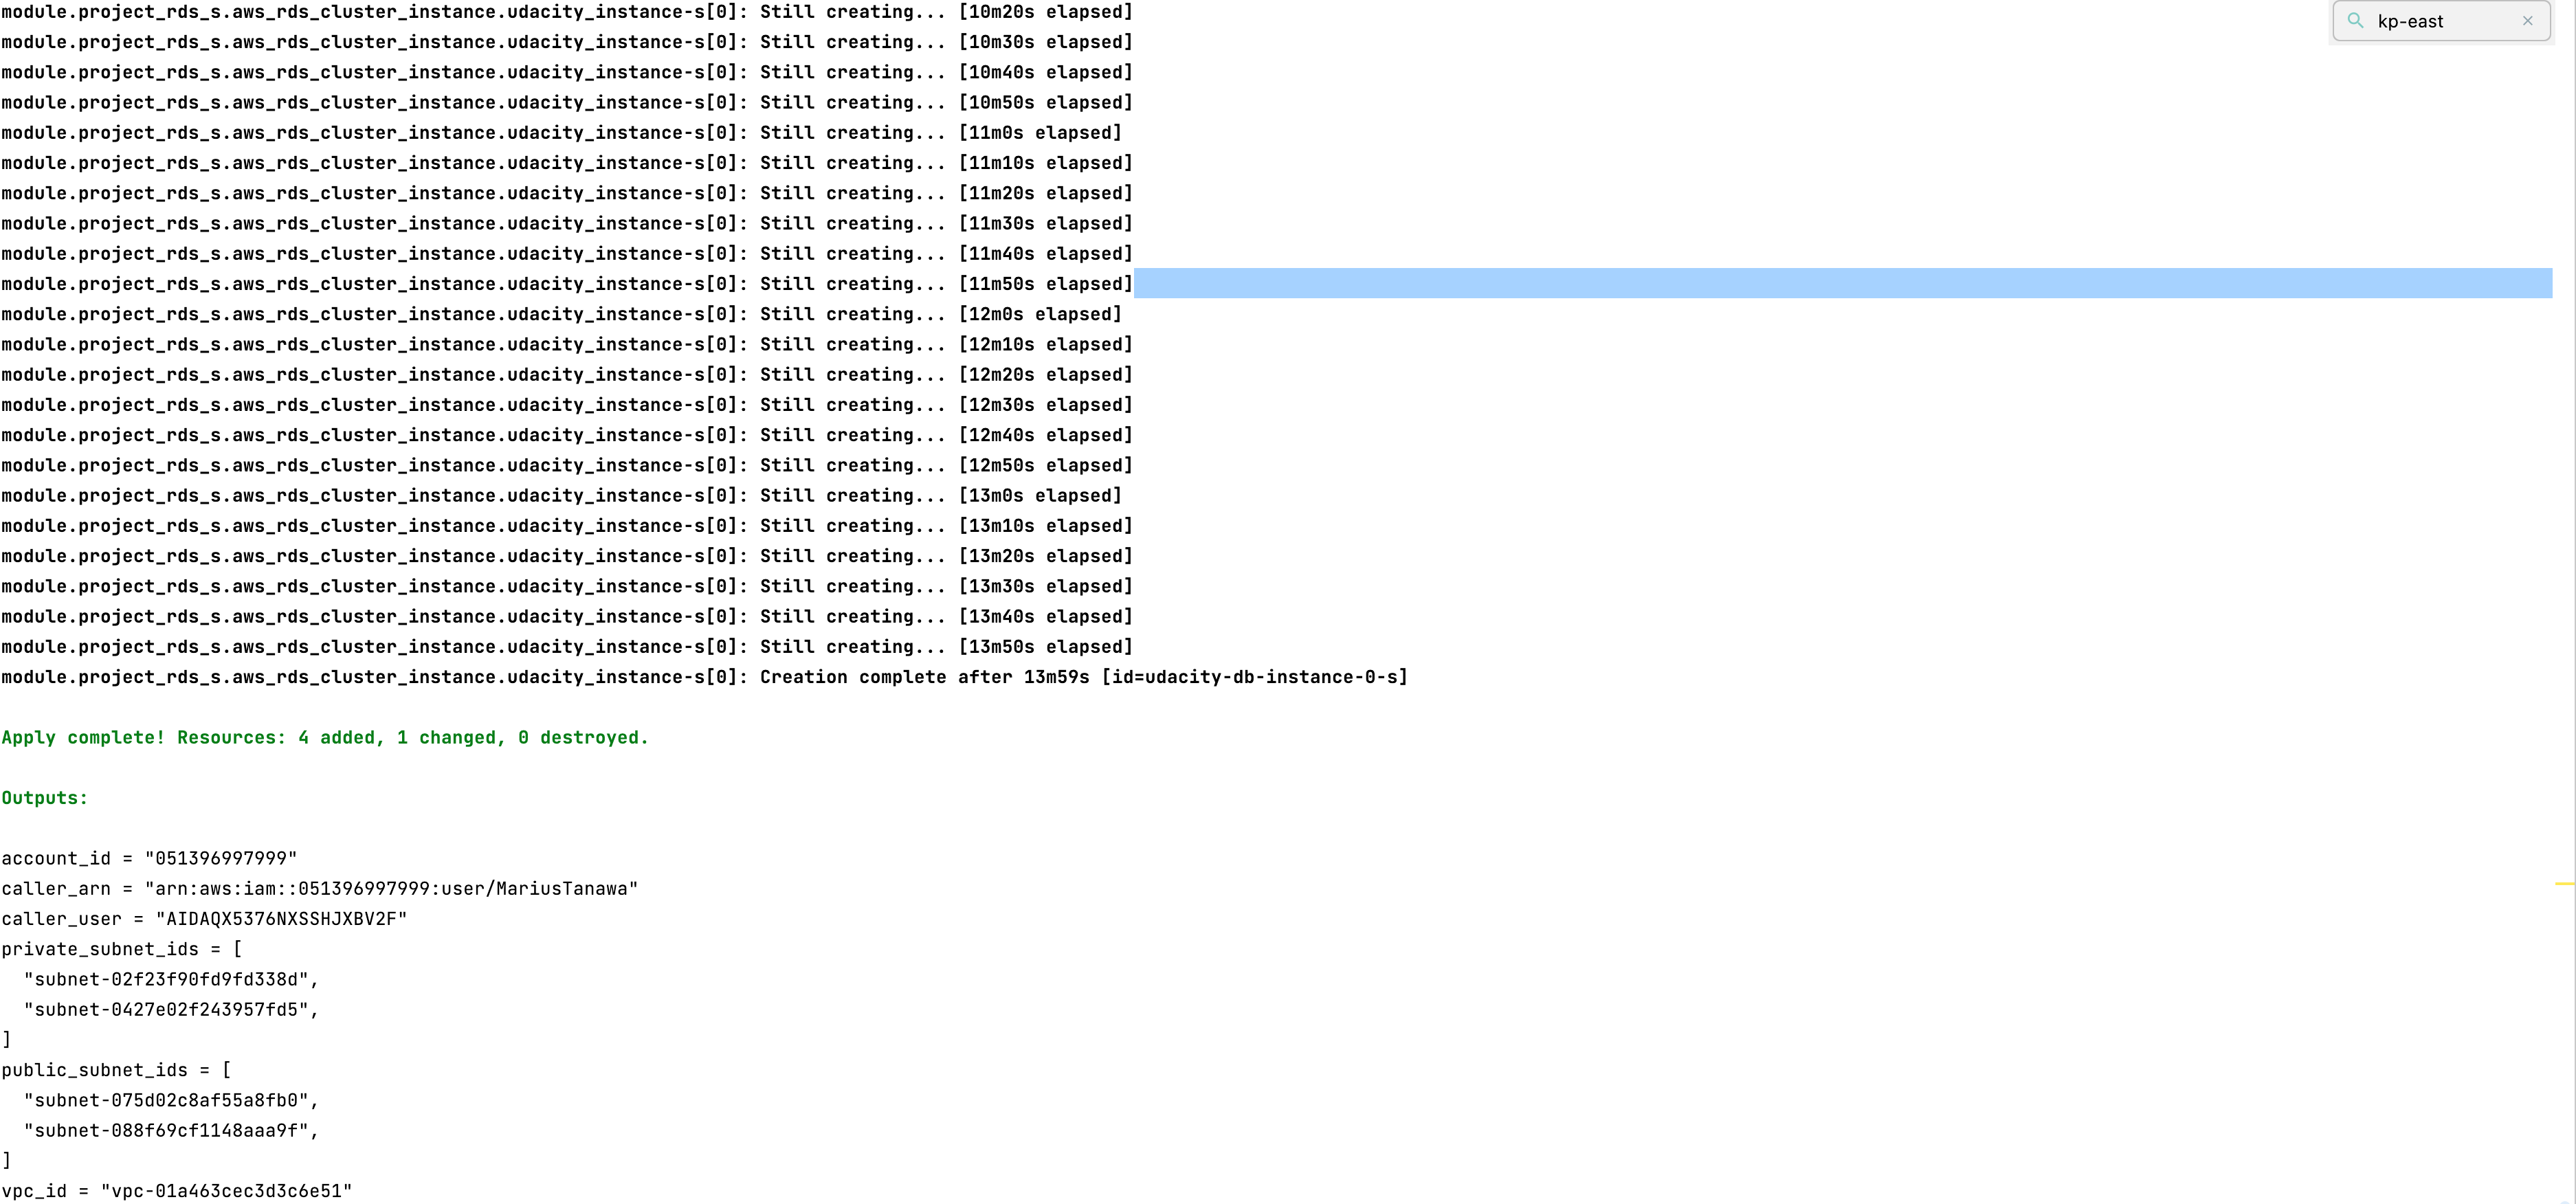 module.project_rds_s.aws_rds_cluster_instance.udacity_instance-s[0]: Still creating... [10m20s elapsed]
kp-east
module.project_rds_s.aws_rds_cluster_instance.udacity_instance-s[0]: Still creating... [10m30s elapsed]
module.project_rds_s.aws_rds_cluster_instance.udacity_instance-s[0]: Still creating... [10m40s elapsed]
module.project_rds_s.aws_rds_cluster_instance.udacity_instance-s[0]: Still creating... [10m50s elapsed]
module.project_rds_s.aws_rds_cluster_instance.udacity_instance-s[0]: Still creating... [11m0s elapsed]
module.project_rds_s.aws_rds_cluster_instance.udacity_instance-s[0]: Still creating... [11m10s elapsed]
module.project_rds_s.aws_rds_cluster_instance.udacity_instance-s[0]: Still creating... [11m20s elapsed]
module.project_rds_s.aws_rds_cluster_instance.udacity_instance-s[0]: Still creating... [11m30s elapsed]
module.project_rds_s.aws_rds_cluster_instance.udacity_instance-s[0]: Still creating... [11m40s elapsed]
module.project_rds_s.aws_rds_cluster_instance.udacity_instance-s[0]: Still creating... [11m50s elapsed]
module.project_rds_s.aws_rds_cluster_instance.udacity_instance-s[0]: Still creating... [12m0s elapsed]
module.project_rds_s.aws_rds_cluster_instance.udacity_instance-s[0]: Still creating... [12m10s elapsed]
module.project_rds_s.aws_rds_cluster_instance.udacity_instance-s[0]: Still creating... [12m20s elapsed]
module.project_rds_s.aws_rds_cluster_instance.udacity_instance-s[0]: Still creating... [12m30s elapsed]
module.project_rds_s.aws_rds_cluster_instance.udacity_instance-s[0]: Still creating... [12m40s elapsed]
module.project_rds_s.aws_rds_cluster_instance.udacity_instance-s[0]: Still creating... [12m50s elapsed]
module.project_rds_s.aws_rds_cluster_instance.udacity_instance-s[0]: Still creating... [13m0s elapsed]
module.project_rds_s.aws_rds_cluster_instance.udacity_instance-s[0]: Still creating... [13m10s elapsed]
module.project_rds_s.aws_rds_cluster_instance.udacity_instance-s[0]: Still creating... [13m20s elapsed]
module.project_rds_s.aws_rds_cluster_instance.udacity_instance-s[0]: Still creating... [13m30s elapsed]
module.project_rds_s.aws_rds_cluster_instance.udacity_instance-s[0]: Still creating... [13m40s elapsed]
module.project_rds_s.aws_rds_cluster_instance.udacity_instance-s[0]: Still creating... [13m50s elapsed]
module.project_rds_s.aws_rds_cluster_instance.udacity_instance-s[0]: Creation complete after 13m59s [id=udacity-db-instance-0-s]
Apply complete! Resources: 4 added, 1 changed, 0 destroyed.
Outputs:
account_id = "051396997999"
caller_arn = "arn:aws:iam::051396997999:user/MariusTanawa"
caller_user = "AIDAQX5376NXSSHJXBV2F"
private_subnet_ids = [
  "subnet-02f23f90fd9fd338d",
  "subnet-0427e02f243957fd5",
]
public_subnet_ids = [
  "subnet-075d02c8af55a8fb0",
  "subnet-088f69cf1148aaa9f",
]
vpc_id = "vpc-01a463cec3d3c6e51"